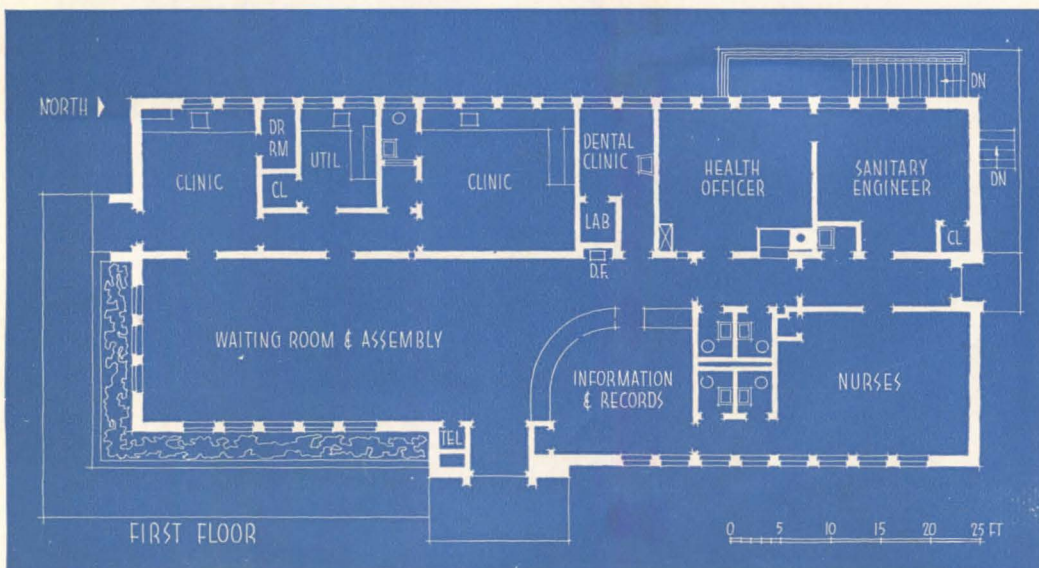 DN
NORTH
DR
RM
UTIL
CLINIC
CL
CLINIC
DENTAL
CLINIC
LAB
D.F.
HEALTH
OFFICER
SANITARY
ENGINEER
CL
DN
WAITING ROOM & ASSEMBLY
INFORMATION
& RECORDS
NURSES
TEL
FIRST FLOOR
0 5 10 15 20 25 FT